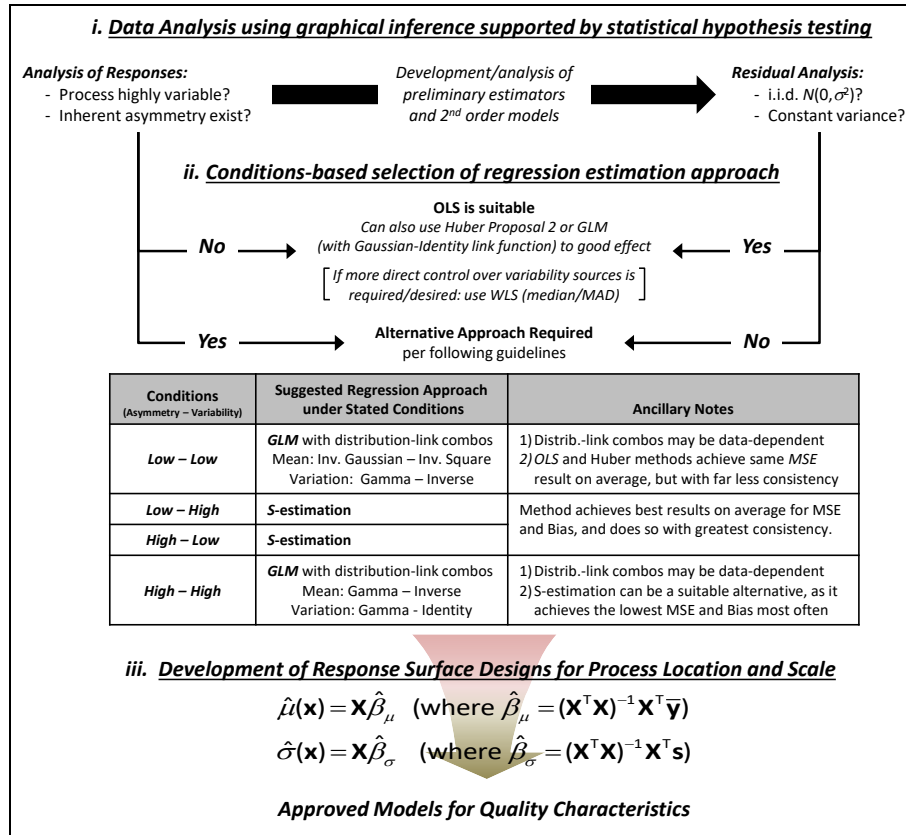 i. Data Analysis using graphical inference supported by statistical hypothesis testing
Analysis of Responses:
- Process highly variable?
- Inherent asymmetry exist?
Development/analysis of
preliminary estimators
and 2nd order models
Residual Analysis:
- i.i.d. N(0,σ²)?
- Constant variance?
ii. Conditions-based selection of regression estimation approach
OLS is suitable
Can also use Huber Proposal 2 or GLM
(with Gaussian-Identity link function) to good effect
No
Yes
[If more direct control over variability sources is
required/desired: use WLS (median/MAD)]
Yes
Alternative Approach Required
per following guidelines
No
Conditions
(Asymmetry – Variability)
Suggested Regression Approach
under Stated Conditions
Ancillary Notes
Low – Low
GLM with distribution-link combos
Mean: Inv. Gaussian – Inv. Square
Variation: Gamma – Inverse
1) Distrib.-link combos may be data-dependent
2) OLS and Huber methods achieve same MSE
result on average, but with far less consistency
Low – High
S-estimation
Method achieves best results on average for MSE
and Bias, and does so with greatest consistency.
High – Low
S-estimation
High – High
GLM with distribution-link combos
Mean: Gamma – Inverse
Variation: Gamma - Identity
1) Distrib.-link combos may be data-dependent
2) S-estimation can be a suitable alternative, as it
achieves the lowest MSE and Bias most often
iii. Development of Response Surface Designs for Process Location and Scale
μ̂(x) = Xβ̂μ (where β̂μ = (XᵀX)⁻¹Xᵀȳ)
σ̂(x) = Xβ̂σ (where β̂σ = (XᵀX)⁻¹Xᵀs)
Approved Models for Quality Characteristics